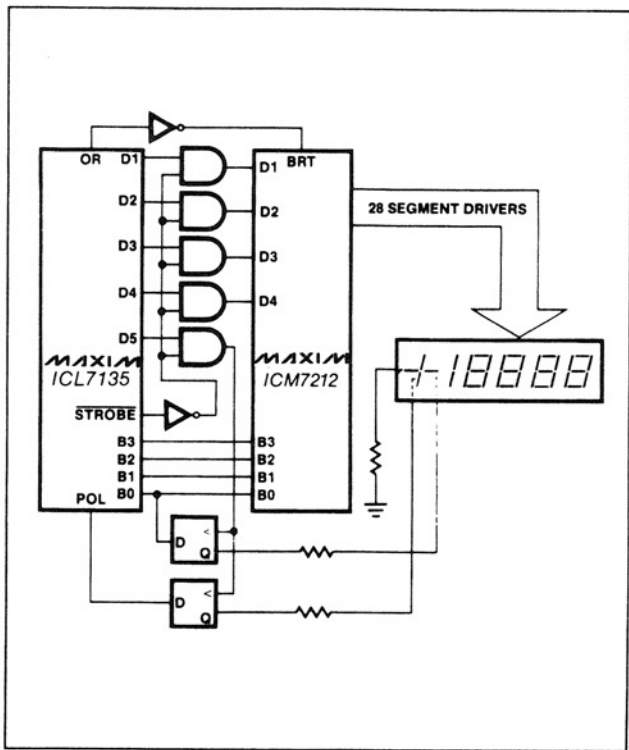 OR
D1
D2
D3
D4
D5
MAXIM
ICL7135
STROBE
B3
B2
B1
B0
POL
BRT
D1
D2
D3
D4
MAXIM
ICM7212
B3
B2
B1
B0
28 SEGMENT DRIVERS
+18888
D
<
Q
D
<
Q